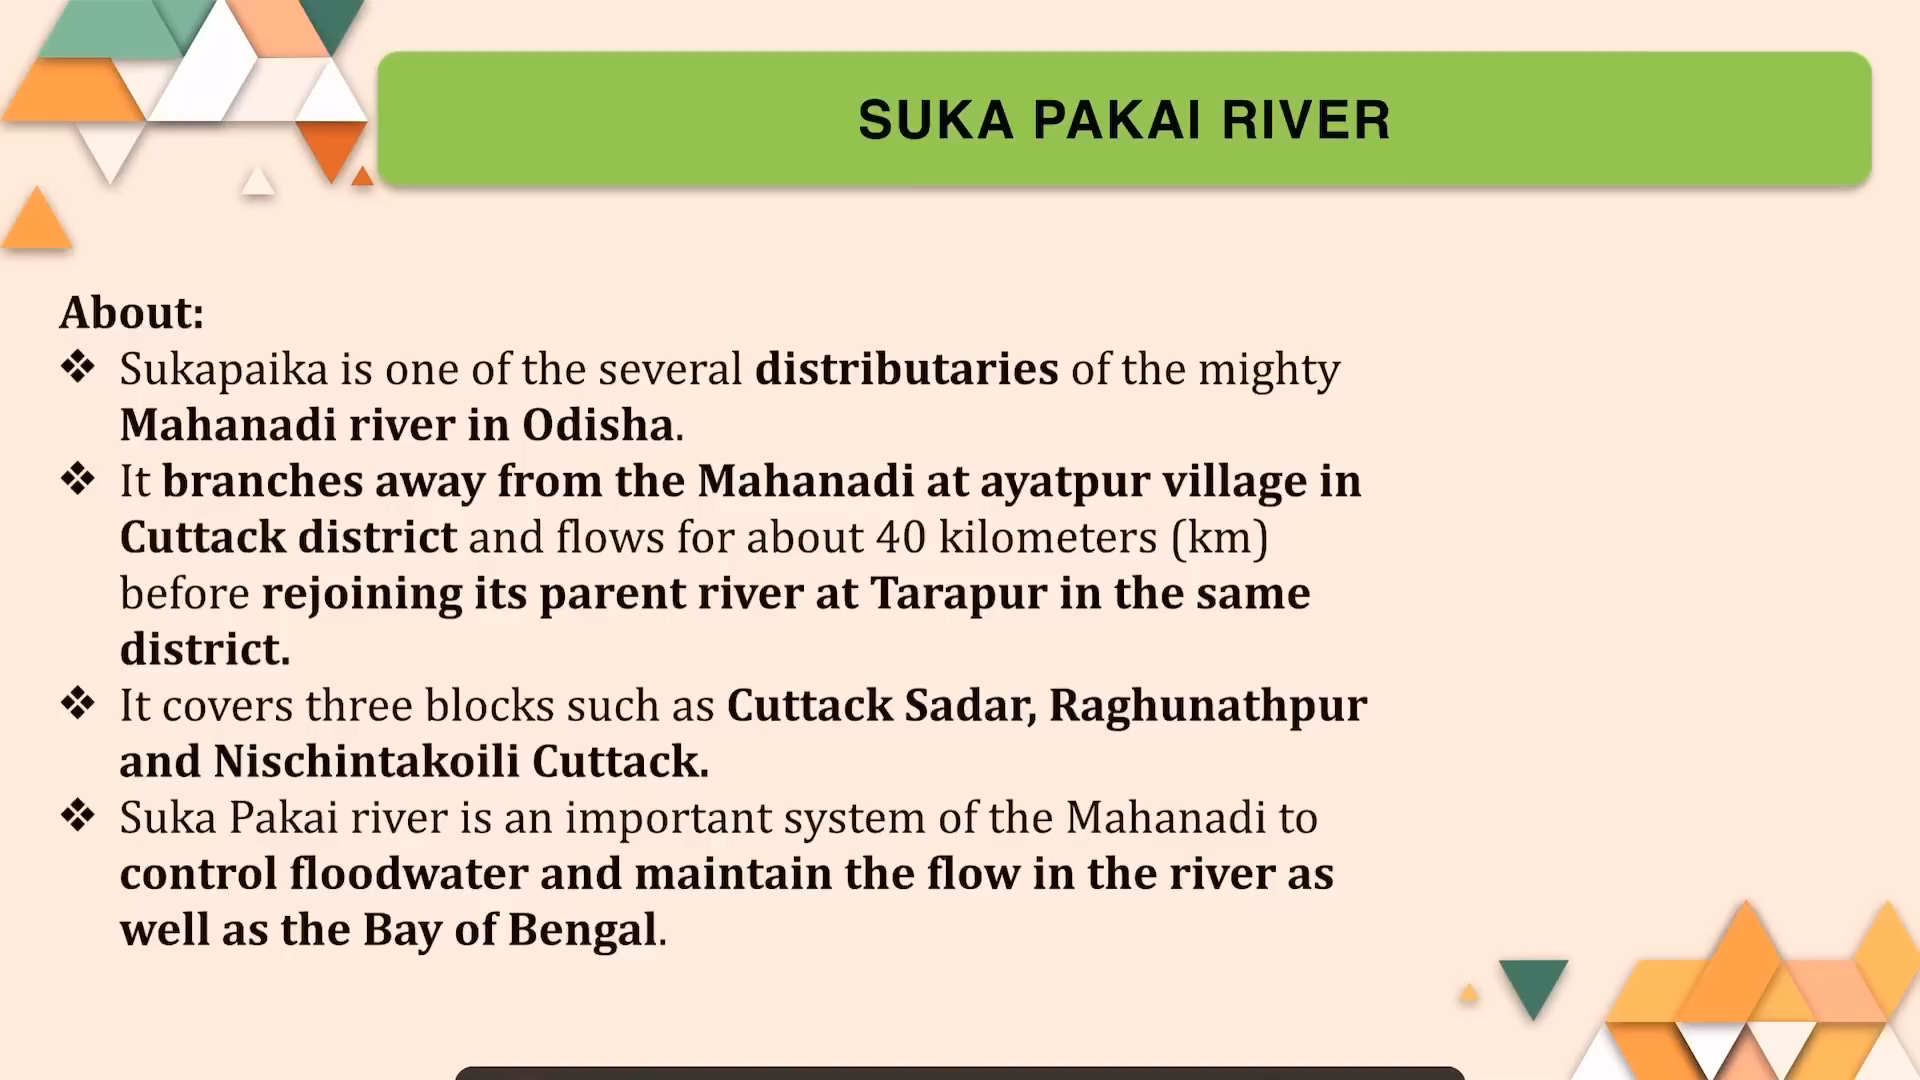 SUKA PAKAI RIVER
About:
❖ Sukapaika is one of the several distributaries of the mighty
Mahanadi river in Odisha.
❖ It branches away from the Mahanadi at ayatpur village in
Cuttack district and flows for about 40 kilometers (km)
before rejoining its parent river at Tarapur in the same
district.
❖ It covers three blocks such as Cuttack Sadar, Raghunathpur
and Nischintakoili Cuttack.
❖ Suka Pakai river is an important system of the Mahanadi to
control floodwater and maintain the flow in the river as
well as the Bay of Bengal.